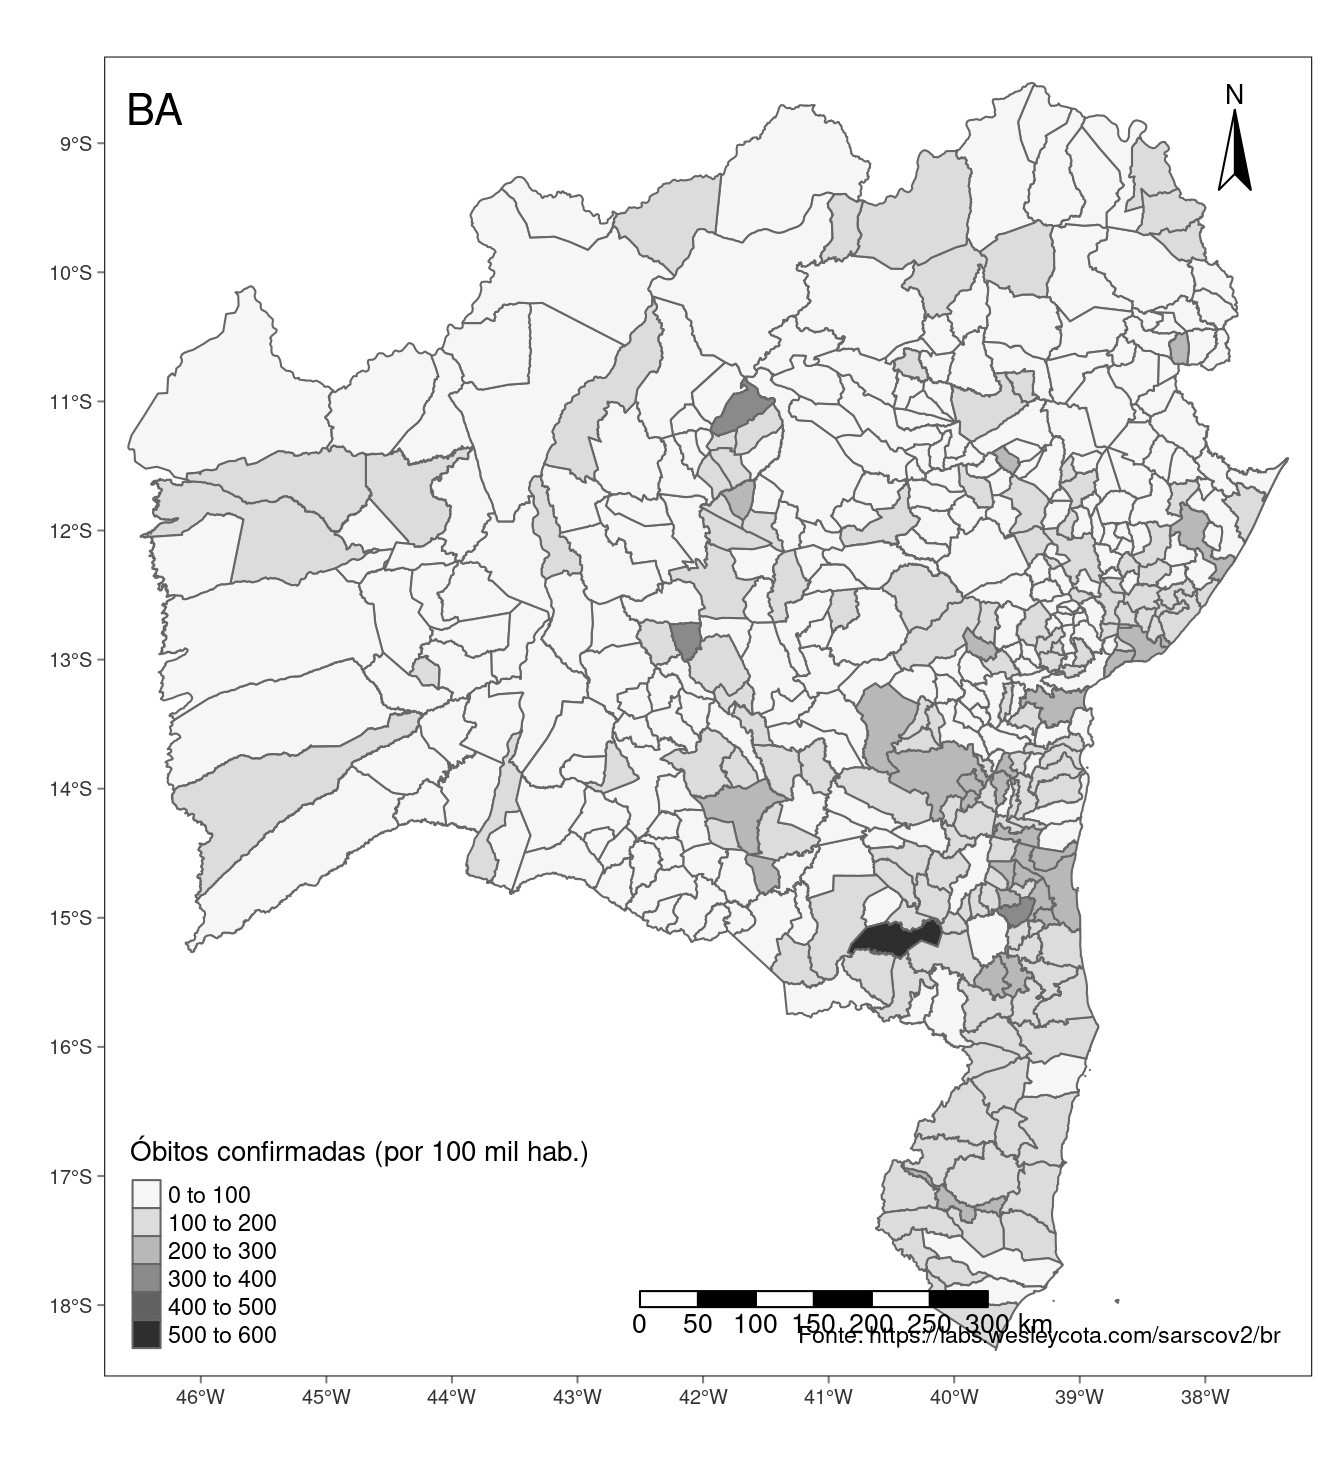 BA
N
9°S
10°S
11°S
12°S
13°S
14°S
15°S
16°S
17°S
18°S
Óbitos confirmadas (por 100 mil hab.)
0 to 100
100 to 200
200 to 300
300 to 400
400 to 500
500 to 600
0 50 100 150 200 250 300 km
Fonte: https://labs.wesleycota.com/sarscov2/br
46°W 45°W 44°W 43°W 42°W 41°W 40°W 39°W 38°W